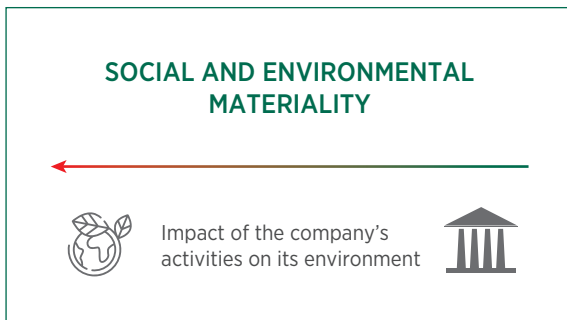 SOCIAL AND ENVIRONMENTAL
MATERIALITY
Impact of the company’s
activities on its environment